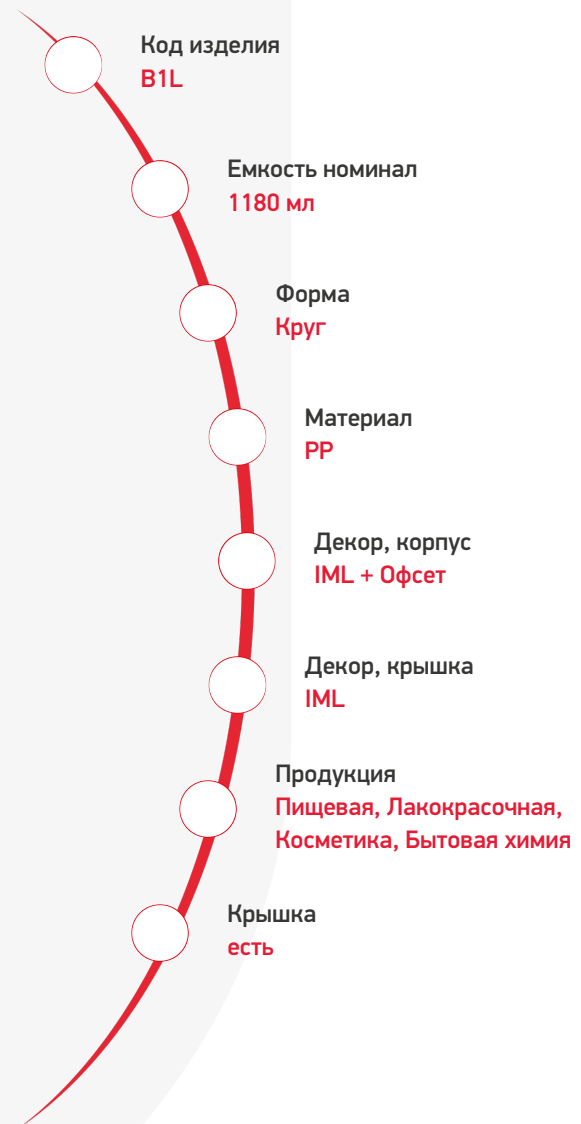 Код изделия
B1L
Емкость номинал
1180 мл
Форма
Круг
Материал
PP
Декор, корпус
IML + Офсет
Декор, крышка
IML
Продукция
Пищевая, Лакокрасочная,
Косметика, Бытовая химия
Крышка
есть